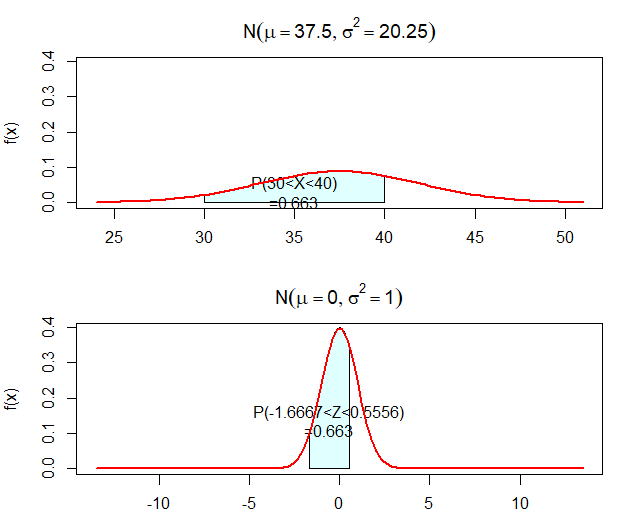 N(μ = 37.5, σ² = 20.25)
0.4
0.3
0.2
0.1
0.0
f(x)
P(30<X<40)
=0.663
25 30 35 40 45 50
N(μ = 0, σ² = 1)
0.4
0.3
0.2
0.1
0.0
f(x)
P(-1.6667<Z<0.5556)
=0.663
-10 -5 0 5 10